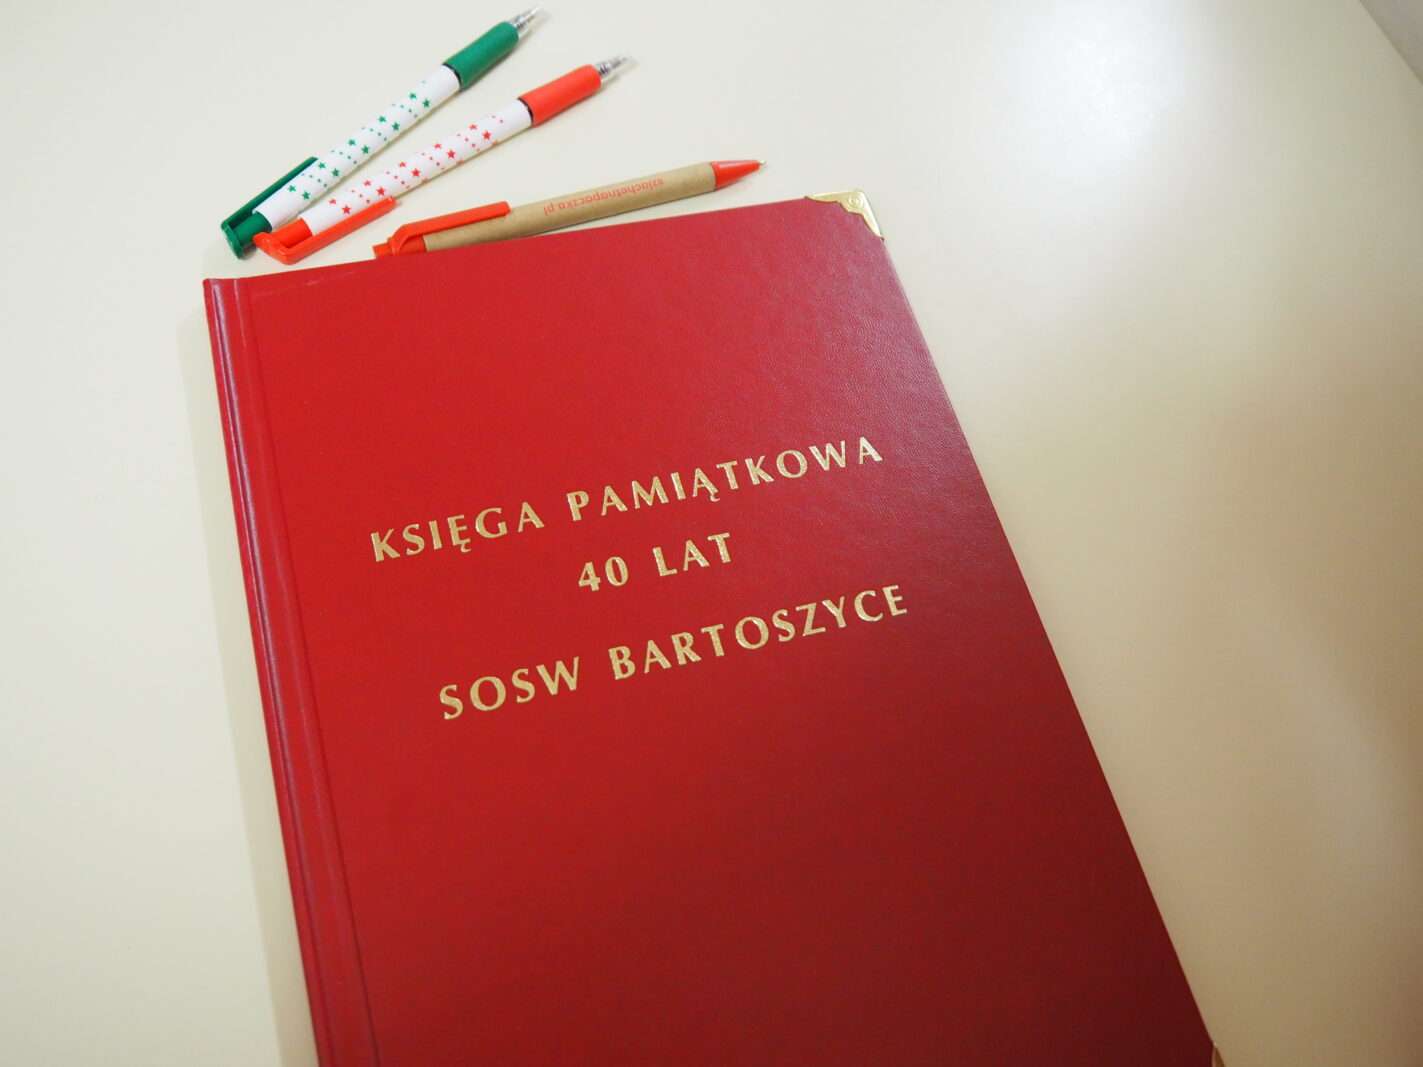 szlachetnapaczka.pl
KSIĘGA PAMIĄTKOWA
40 LAT
SOSW BARTOSZYCE